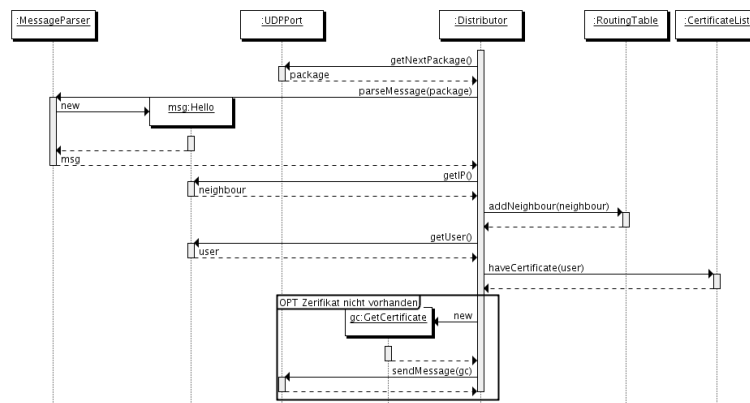 :MessageParser
:UDPPort
:Distributor
:RoutingTable
:CertificateList
getNextPackage()
package
parseMessage(package)
new
msg:Hello
msg
getIP()
neighbour
addNeighbour(neighbour)
getUser()
user
haveCertificate(user)
OPT Zerifikat nicht vorhanden
gc:GetCertificate
new
sendMessage(gc)